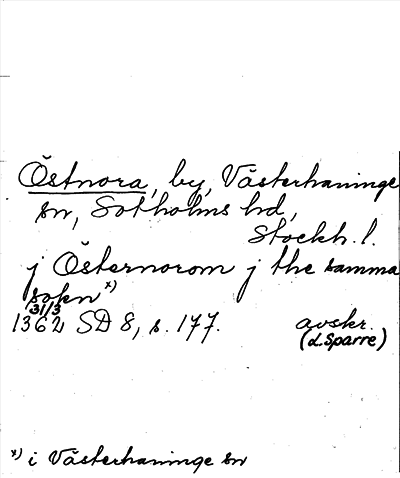 Östnora, by, Västerhaninge
sn, Sotholms hd,
Stockh. l.
j Östernorom j the samma
sokn x)
31/3
1362 SD 8, s. 177. avskr.
(d. Sparre)
x) i Västerhaninge sn